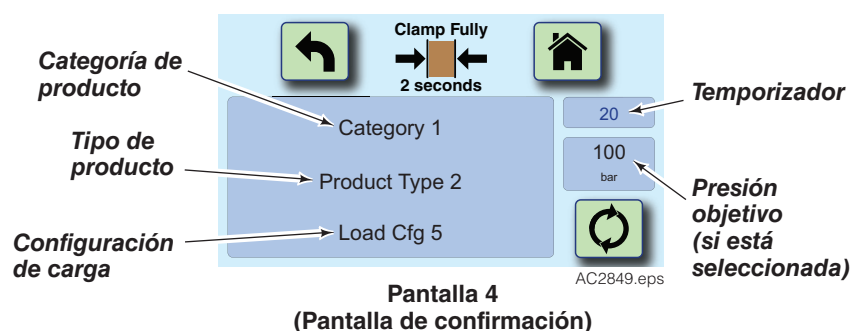 Clamp Fully
2 seconds
Categoría de
producto
Tipo de
producto
Configuración
de carga
Category 1
Product Type 2
Load Cfg 5
20
100
bar
Temporizador
Presión
objetivo
(si está
seleccionada)
AC2849.eps
Pantalla 4
(Pantalla de confirmación)